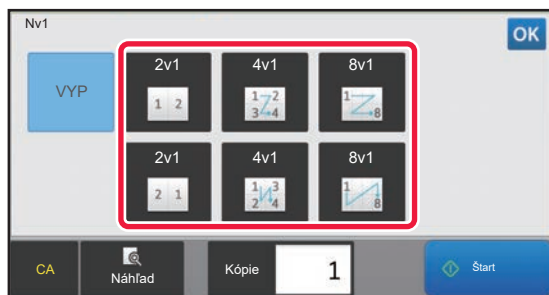 Nv1
OK
VYP
2v1
4v1
8v1
1 2
1 2
3 4
1
8
2v1
4v1
8v1
2 1
1 3
2 4
1
8
CA
Náhľad
Kópie
1
Štart